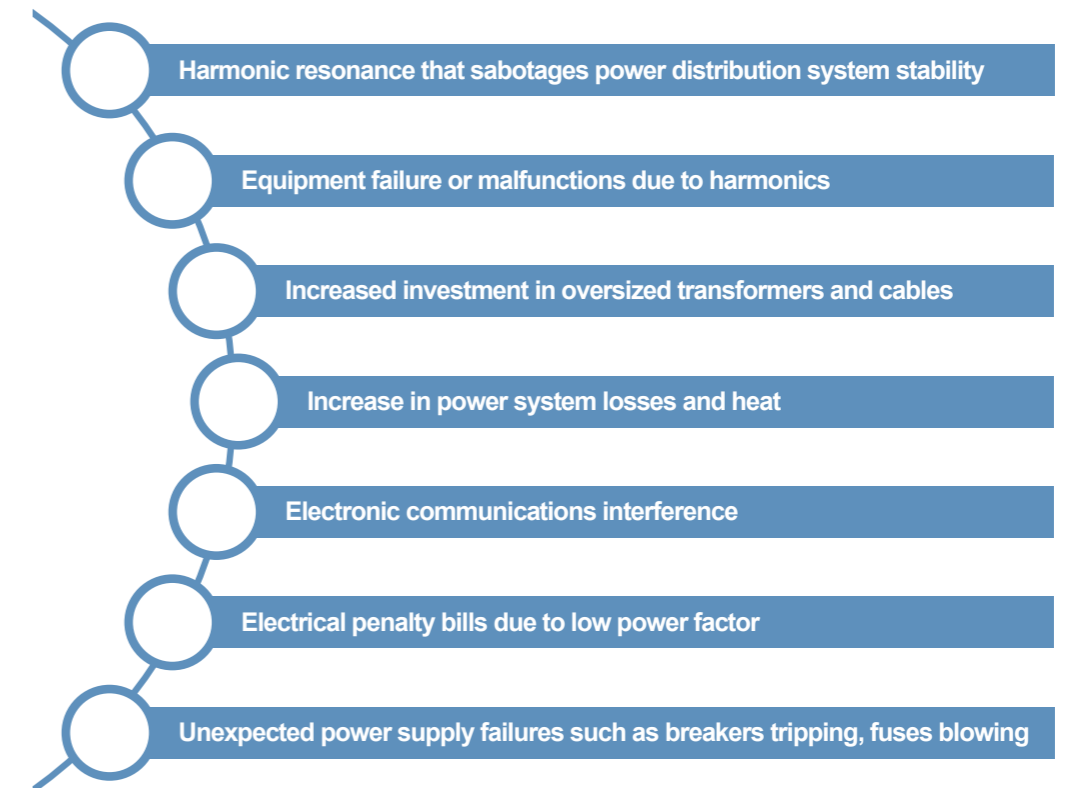 Harmonic resonance that sabotages power distribution system stability
Equipment failure or malfunctions due to harmonics
Increased investment in oversized transformers and cables
Increase in power system losses and heat
Electronic communications interference
Electrical penalty bills due to low power factor
Unexpected power supply failures such as breakers tripping, fuses blowing